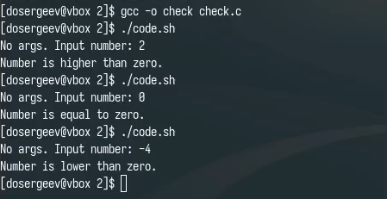 [dosergeev@vbox 2]$ gcc -o check check.c
[dosergeev@vbox 2]$ ./code.sh
No args. Input number: 2
Number is higher than zero.
[dosergeev@vbox 2]$ ./code.sh
No args. Input number: 0
Number is equal to zero.
[dosergeev@vbox 2]$ ./code.sh
No args. Input number: -4
Number is lower than zero.
[dosergeev@vbox 2]$